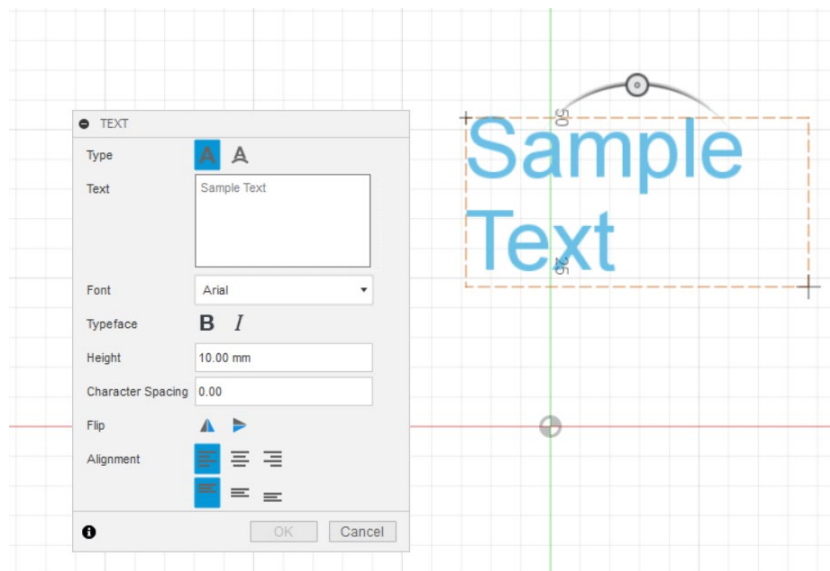 TEXT
Type
A A
Text
Sample Text
Font
Arial
Typeface
B I
Height
10.00 mm
Character Spacing
0.00
Flip
Alignment
OK
Cancel
50
Sample
Text
25